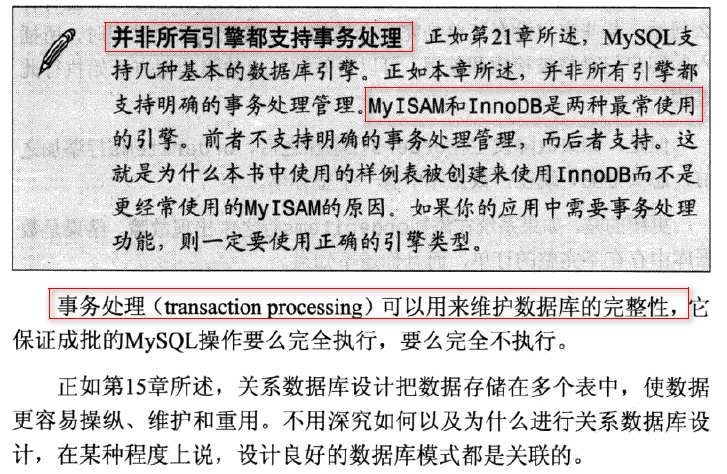 并非所有引擎都支持事务处理 正如第21章所述，MySQL支
持几种基本的数据库引擎。正如本章所述，并非所有引擎都
支持明确的事务处理管理。MyISAM和InnoDB是两种最常使用
的引擎。前者不支持明确的事务处理管理，而后者支持。这
就是为什么本书中使用的样例表被创建来使用InnoDB而不是
更经常使用的MyISAM的原因。如果你的应用中需要事务处理
功能，则一定要使用正确的引擎类型。
事务处理（transaction processing）可以用来维护数据库的完整性，它
保证成批的MySQL操作要么完全执行，要么完全不执行。
正如第15章所述，关系数据库设计把数据存储在多个表中，使数据
更容易操纵、维护和重用。不用深究如何以及为什么进行关系数据库设
计，在某种程度上说，设计良好的数据库模式都是关联的。